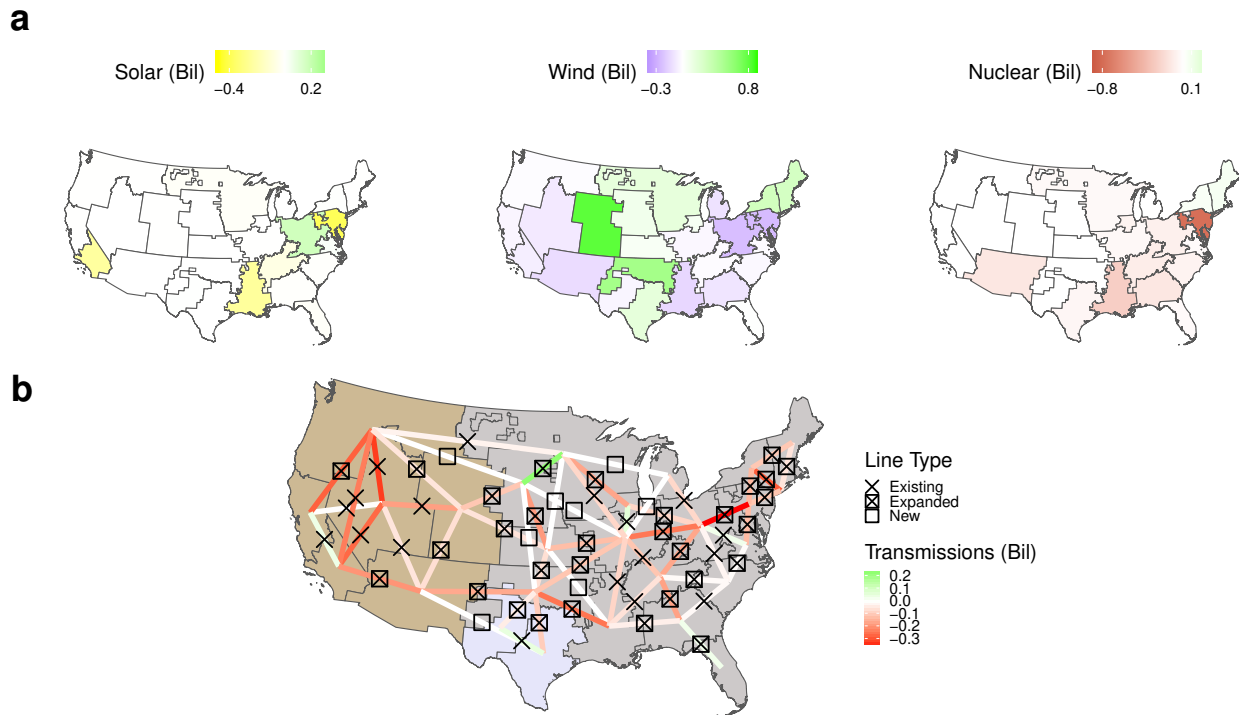 a
Solar (Bil)
−0.4 0.2
Wind (Bil)
−0.3 0.8
Nuclear (Bil)
−0.8 0.1
b
Line Type
Existing
Expanded
New
Transmissions (Bil)
0.2
0.1
0.0
−0.1
−0.2
−0.3